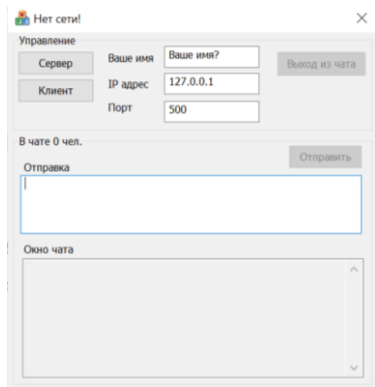 Нет сети!
Управление
Сервер
Клиент
Ваше имя Ваше имя?
IP адрес 127.0.0.1
Порт 500
Выход из чата
В чате 0 чел.
Отправить
Отправка
Окно чата